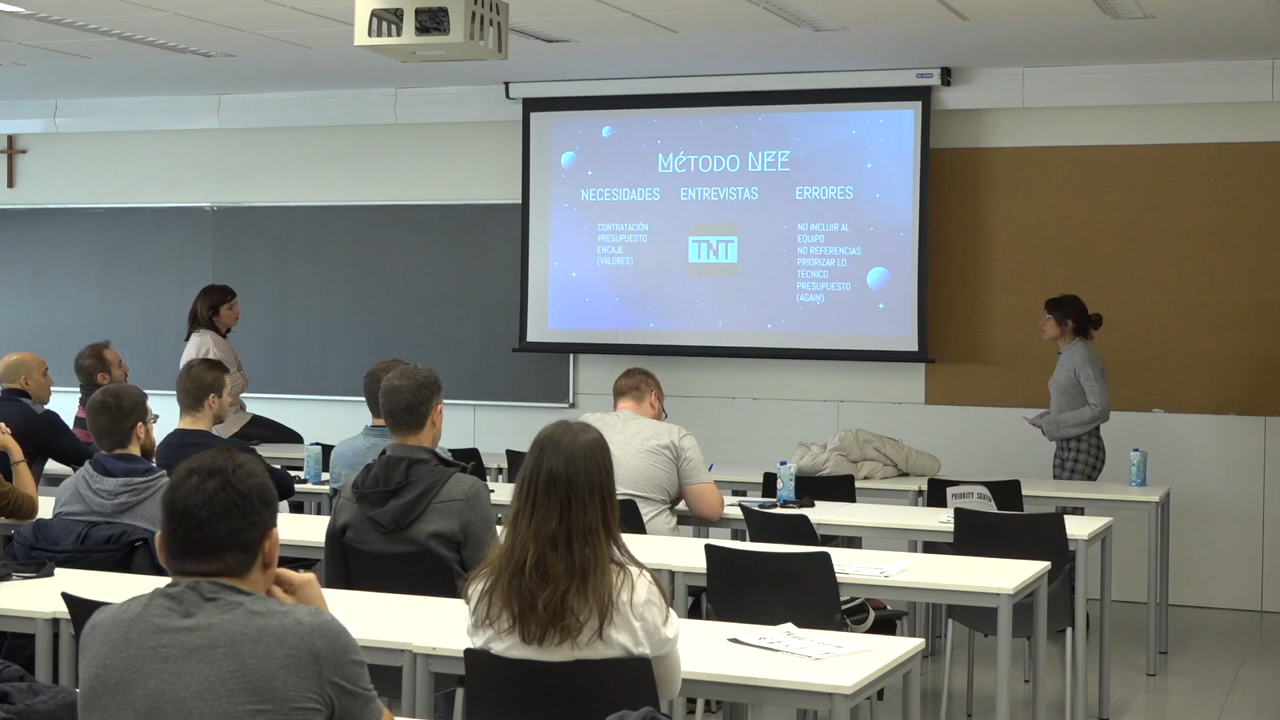 MÉTODO NEE
NECESIDADES
CONTRATACIÓN
PRESUPUESTO
ENCAJE
(VALORES)
ENTREVISTAS
TNT
ERRORES
NO INCLUIR AL
EQUIPO
NO REFERENCIAS
PRIORIZAR LO
TÉCNICO
PRESUPUESTO
(AGAIN)
PRIORITY SEATING